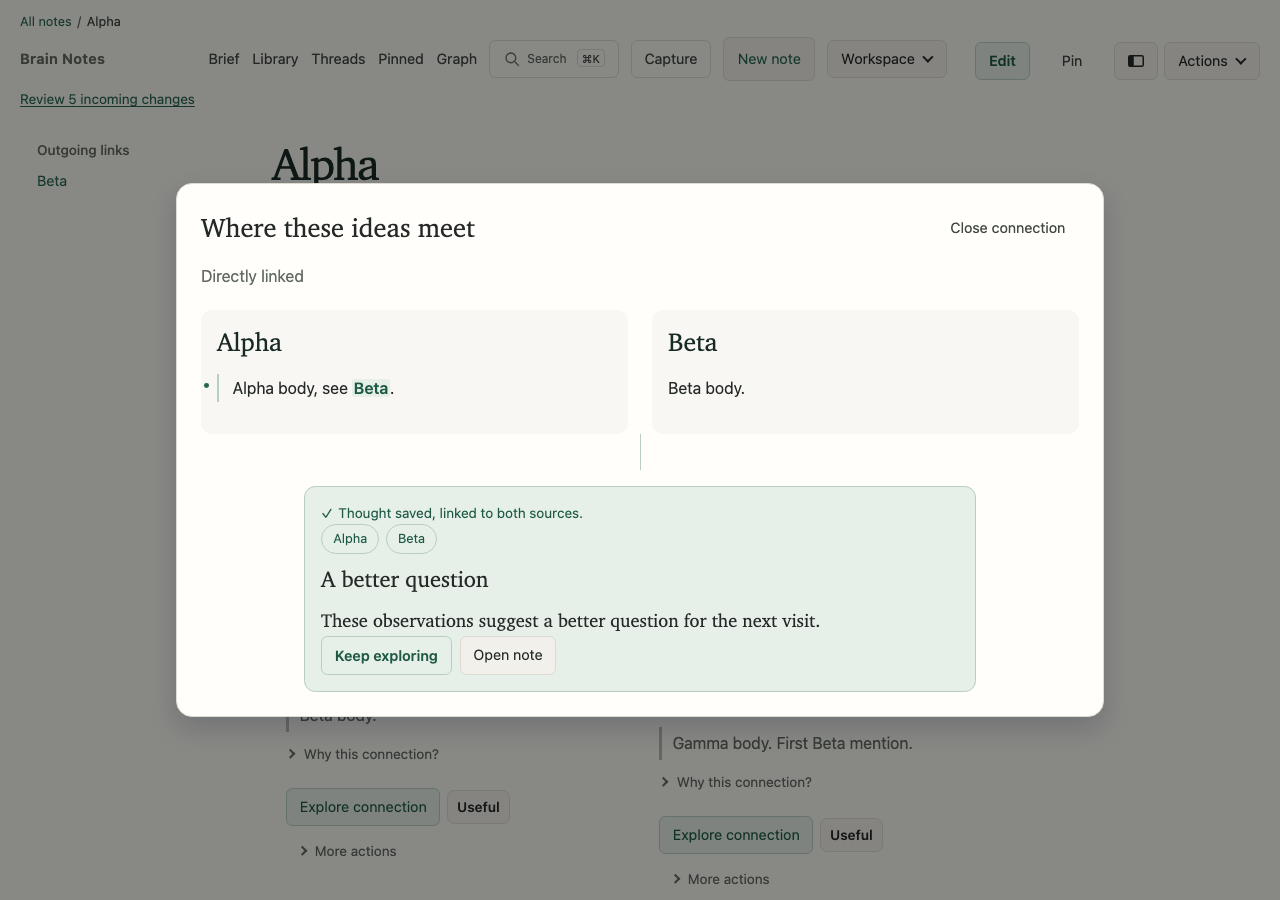 All notes / Alpha
Brain Notes
Brief
Library
Threads
Pinned
Graph
Search ⌘K
Capture
New note
Workspace
Edit
Pin
Actions
Review 5 incoming changes
Outgoing links
Beta
Alpha
Where these ideas meet
Close connection
Directly linked
Alpha
Alpha body, see Beta.
Beta
Beta body.
✓ Thought saved, linked to both sources.
Alpha
Beta
A better question
These observations suggest a better question for the next visit.
Keep exploring
Open note
Beta body.
Why this connection?
Explore connection
Useful
More actions
Gamma body. First Beta mention.
Why this connection?
Explore connection
Useful
More actions